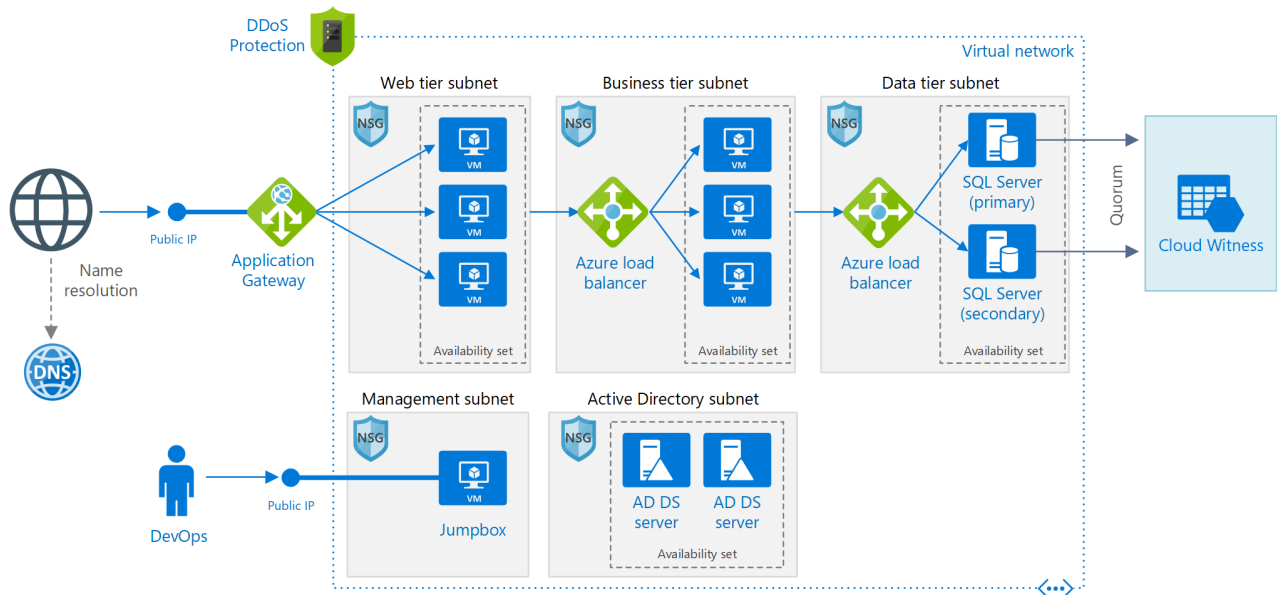 DDoS
Protection
Virtual network
Web tier subnet
Business tier subnet
Data tier subnet
NSG
NSG
NSG
VM
VM
VM
VM
VM
VM
Public IP
Application
Gateway
Azure load
balancer
Azure load
balancer
SQL Server
(primary)
SQL Server
(secondary)
Quorum
Cloud Witness
Availability set
Availability set
Availability set
Name
resolution
DNS
Management subnet
Active Directory subnet
NSG
NSG
VM
Jumpbox
Public IP
DevOps
AD DS
server
AD DS
server
Availability set